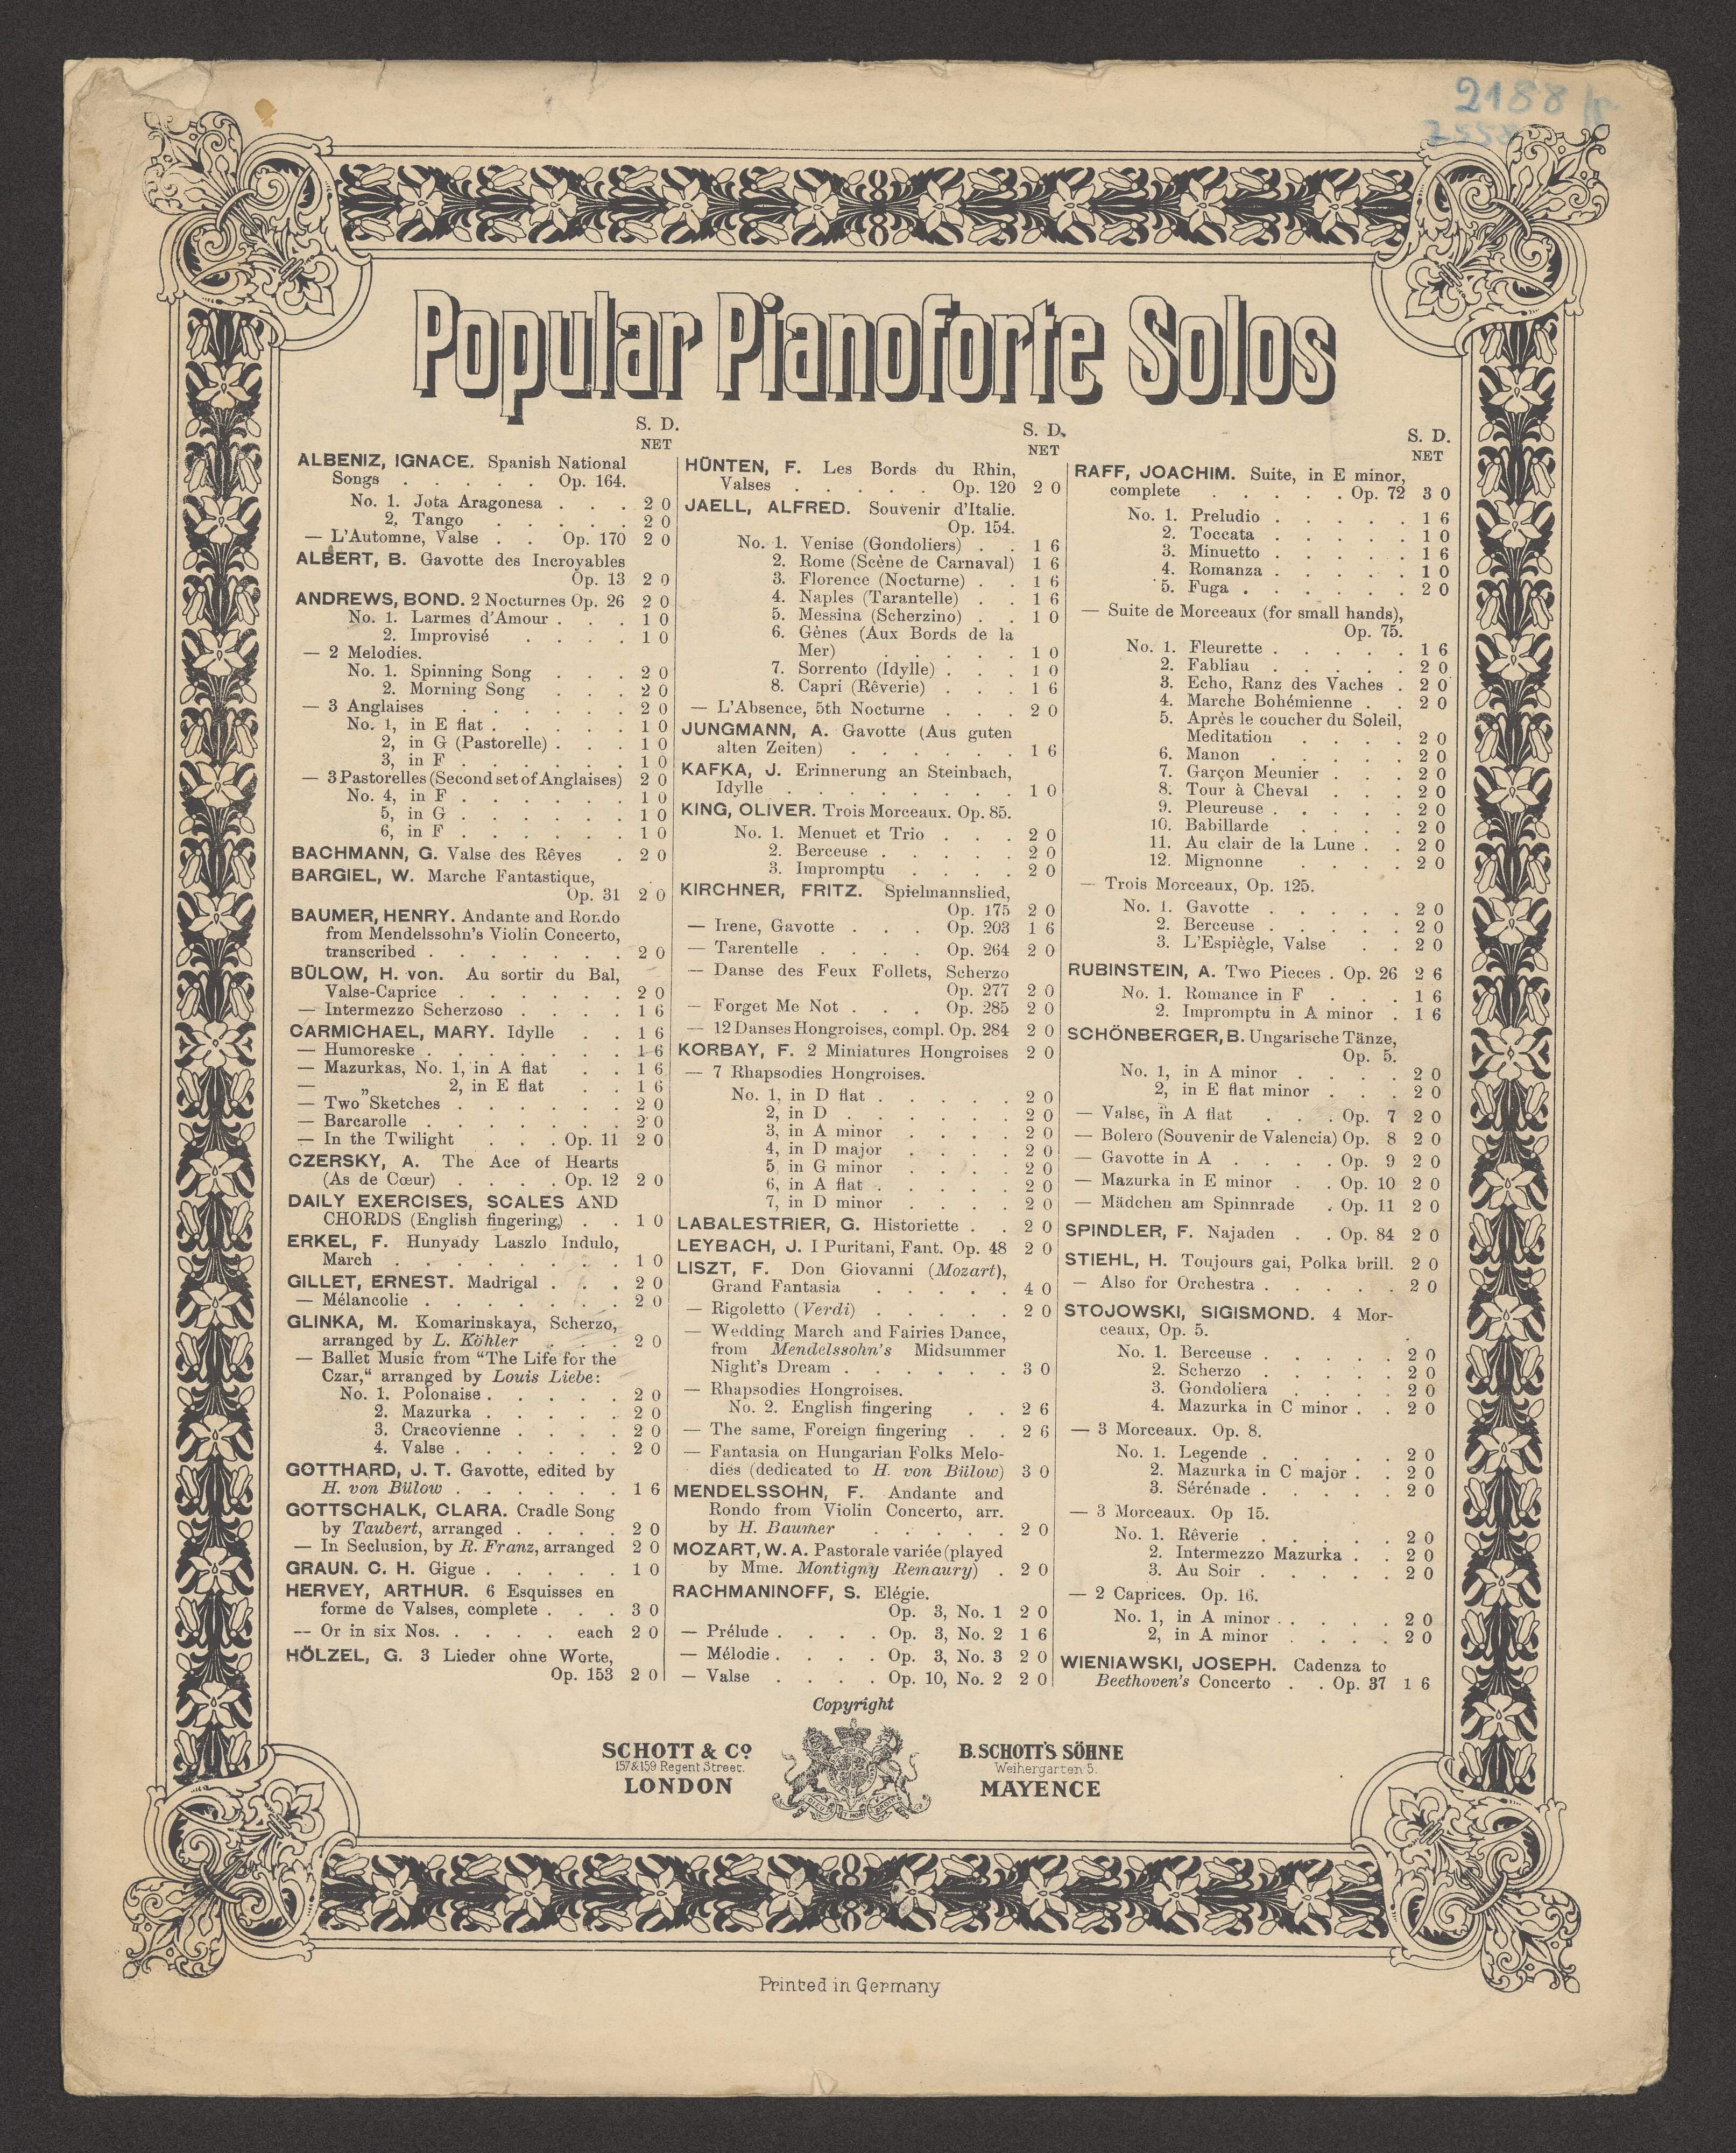 2188
Popular Pianoforte Solos
S. D.
NET
ALBENIZ, IGNACE. Spanish National
Songs . . . . . Op. 164.
No. 1. Jota Aragonesa . . . 2 0
2. Tango . . . . . 2 0
— L'Automne, Valse . . Op. 170 2 0
ALBERT, B. Gavotte des Incroyables
Op. 13 2 0
ANDREWS, BOND. 2 Nocturnes Op. 26 2 0
No. 1. Larmes d'Amour . . . 1 0
2. Improvisé . . . . 1 0
— 2 Melodies.
No. 1. Spinning Song . . . 2 0
2. Morning Song . . . 2 0
— 3 Anglaises . . . . . . 2 0
No. 1, in E flat . . . . . 1 0
2, in G (Pastorelle) . . . 1 0
3, in F . . . . . . 1 0
— 3 Pastorelles (Second set of Anglaises) 2 0
No. 4, in F . . . . . . 1 0
5, in G . . . . . . 1 0
6, in F . . . . . . 1 0
BACHMANN, G. Valse des Rêves . 2 0
BARGIEL, W. Marche Fantastique,
Op. 31 2 0
BAUMER, HENRY. Andante and Rondo
from Mendelssohn's Violin Concerto,
transcribed . . . . . . . 2 0
BÜLOW, H. von. Au sortir du Bal,
Valse-Caprice . . . . . . 2 0
— Intermezzo Scherzoso . . . . 1 6
CARMICHAEL, MARY. Idylle . . 1 6
— Humoreske . . . . . . . 1 6
— Mazurkas, No. 1, in A flat . . 1 6
— „ 2, in E flat . . 1 6
— Two Sketches . . . . . . 2 0
— Barcarolle . . . . . . . 2 0
— In the Twilight . . . Op. 11 2 0
CZERSKY, A. The Ace of Hearts
(As de Cœur) . . . . Op. 12 2 0
DAILY EXERCISES, SCALES AND
CHORDS (English fingering) . . 1 0
ERKEL, F. Hunyady Laszlo Indulo,
March . . . . . . . . 1 0
GILLET, ERNEST. Madrigal . . . 2 0
— Mélancolie . . . . . . . 2 0
GLINKA, M. Komarinskaya, Scherzo,
arranged by L. Köhler . . . . 2 0
— Ballet Music from “The Life for the
Czar,“ arranged by Louis Liebe:
No. 1. Polonaise . . . . . 2 0
2. Mazurka . . . . . 2 0
3. Cracovienne . . . . 2 0
4. Valse . . . . . . 2 0
GOTTHARD, J. T. Gavotte, edited by
H. von Bülow . . . . . . 1 6
GOTTSCHALK, CLARA. Cradle Song
by Taubert, arranged . . . . 2 0
— In Seclusion, by R. Franz, arranged 2 0
GRAUN. C. H. Gigue . . . . . 1 0
HERVEY, ARTHUR. 6 Esquisses en
forme de Valses, complete . . . 3 0
-- Or in six Nos. . . . . each 2 0
HÖLZEL, G. 3 Lieder ohne Worte,
Op. 153 2 0
S. D.
NET
HÜNTEN, F. Les Bords du Rhin,
Valses . . . . . Op. 120 2 0
JAELL, ALFRED. Souvenir d'Italie.
Op. 154.
No. 1. Venise (Gondoliers) . . 1 6
2. Rome (Scène de Carnaval) 1 6
3. Florence (Nocturne) . . 1 6
4. Naples (Tarantelle) . . 1 6
5. Messina (Scherzino) . . 1 0
6. Gênes (Aux Bords de la
Mer) . . . . . 1 0
7. Sorrento (Idylle) . . . 1 0
8. Capri (Rêverie) . . . 1 6
— L'Absence, 5th Nocturne . . . 2 0
JUNGMANN, A. Gavotte (Aus guten
alten Zeiten) . . . . . . 1 6
KAFKA, J. Erinnerung an Steinbach,
Idylle . . . . . . . . 1 0
KING, OLIVER. Trois Morceaux. Op. 85.
No. 1. Menuet et Trio . . . 2 0
2. Berceuse . . . . . 2 0
3. Impromptu . . . . 2 0
KIRCHNER, FRITZ. Spielmannslied,
Op. 175 2 0
— Irene, Gavotte . . . Op. 203 1 6
— Tarentelle . . . . Op. 264 2 0
— Danse des Feux Follets, Scherzo
Op. 277 2 0
— Forget Me Not . . . Op. 285 2 0
— 12 Danses Hongroises, compl. Op. 284 2 0
KORBAY, F. 2 Miniatures Hongroises 2 0
— 7 Rhapsodies Hongroises.
No. 1, in D flat . . . . . 2 0
2, in D . . . . . . 2 0
3, in A minor . . . . 2 0
4, in D major . . . . 2 0
5, in G minor . . . . 2 0
6, in A flat . . . . . 2 0
7, in D minor . . . . 2 0
LABALESTRIER, G. Historiette . . 2 0
LEYBACH, J. I Puritani, Fant. Op. 48 2 0
LISZT, F. Don Giovanni (Mozart),
Grand Fantasia . . . . . 4 0
— Rigoletto (Verdi) . . . . . 2 0
— Wedding March and Fairies Dance,
from Mendelssohn's Midsummer
Night's Dream . . . . . . 3 0
— Rhapsodies Hongroises.
No. 2. English fingering . . 2 6
— The same, Foreign fingering . . 2 6
— Fantasia on Hungarian Folks Melo-
dies (dedicated to H. von Bülow) 3 0
MENDELSSOHN, F. Andante and
Rondo from Violin Concerto, arr.
by H. Baumer . . . . . 2 0
MOZART, W. A. Pastorale variée (played
by Mme. Montigny Remaury) . 2 0
RACHMANINOFF, S. Elégie.
Op. 3, No. 1 2 0
— Prélude . . . . Op. 3, No. 2 1 6
— Mélodie . . . . Op. 3, No. 3 2 0
— Valse . . . . Op. 10, No. 2 2 0
S. D.
NET
RAFF, JOACHIM. Suite, in E minor,
complete . . . . . Op. 72 3 0
No. 1. Preludio . . . . . 1 6
2. Toccata . . . . . 1 0
3. Minuetto . . . . . 1 6
4. Romanza . . . . . 1 0
5. Fuga . . . . . . 2 0
— Suite de Morceaux (for small hands),
Op. 75.
No. 1. Fleurette . . . . . 1 6
2. Fabliau . . . . . 2 0
3. Echo, Ranz des Vaches . 2 0
4. Marche Bohémienne . . 2 0
5. Après le coucher du Soleil,
Meditation . . . . 2 0
6. Manon . . . . . 2 0
7. Garçon Meunier . . . 2 0
8. Tour à Cheval . . . 2 0
9. Pleureuse . . . . . 2 0
10. Babillarde . . . . 2 0
11. Au clair de la Lune . . 2 0
12. Mignonne . . . . 2 0
— Trois Morceaux, Op. 125.
No. 1. Gavotte . . . . . 2 0
2. Berceuse . . . . . 2 0
3. L'Espiègle, Valse . . 2 0
RUBINSTEIN, A. Two Pieces . Op. 26 2 6
No. 1. Romance in F . . . 1 6
2. Impromptu in A minor . 1 6
SCHÖNBERGER, B. Ungarische Tänze,
Op. 5.
No. 1, in A minor . . . . 2 0
2, in E flat minor . . . 2 0
— Valse, in A flat . . . Op. 7 2 0
— Bolero (Souvenir de Valencia) Op. 8 2 0
— Gavotte in A . . . . Op. 9 2 0
— Mazurka in E minor . . Op. 10 2 0
— Mädchen am Spinnrade . Op. 11 2 0
SPINDLER, F. Najaden . . Op. 84 2 0
STIEHL, H. Toujours gai, Polka brill. 2 0
— Also for Orchestra . . . . . 2 0
STOJOWSKI, SIGISMOND. 4 Mor-
ceaux, Op. 5.
No. 1. Berceuse . . . . . 2 0
2. Scherzo . . . . . 2 0
3. Gondoliera . . . . 2 0
4. Mazurka in C minor . . 2 0
— 3 Morceaux. Op. 8.
No. 1. Legende . . . . . 2 0
2. Mazurka in C major . . 2 0
3. Sérénade . . . . . 2 0
— 3 Morceaux. Op 15.
No. 1. Rêverie . . . . . 2 0
2. Intermezzo Mazurka . . 2 0
3. Au Soir . . . . . 2 0
— 2 Caprices. Op. 16.
No. 1, in A minor . . . . . 2 0
2, in A minor . . . . 2 0
WIENIAWSKI, JOSEPH. Cadenza to
Beethoven's Concerto . . Op. 37 1 6
Copyright
SCHOTT & Co.
157 & 159 Regent Street.
LONDON
B. SCHOTT'S SÖHNE
Weihergarten 5.
MAYENCE
DIEU ET MON DROIT
Printed in Germany